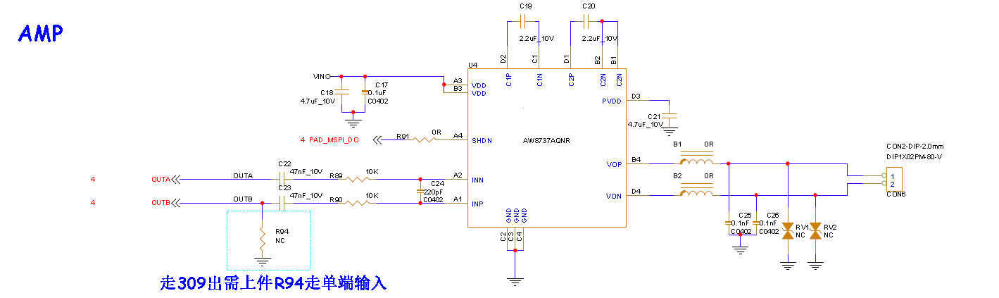 AMP
C19
2.2uF_10V
C20
2.2uF_10V
D2
C1
D1
B2
B1
U4
C1P
C1N
C2P
C2N
C2N
VIN
C18
4.7uF_10V
C17
0.1uF
C0402
A3
B3
VDD
VDD
PVDD
D3
C21
4.7uF_10V
4 PAD_MSPI_DO
R91
0R
A4
SHDN
AW8737AQNR
4
OUTA
OUTA
C22
47nF_10V
R89
10K
A2
INN
C24
220pF
C0402
4
OUTB
OUTB
C23
47nF_10V
R90
10K
A1
INP
VOP
B4
B1
0R
VON
D4
B2
0R
CON2-DIP-2.0mm
DIP1X02PM-80-V
1
2
CON6
GND
GND
GND
C2
C3
C4
C25
0.1nF
C0402
C26
0.1nF
C0402
RV1
NC
RV2
NC
R94
NC
走309出需上件R94走单端输入